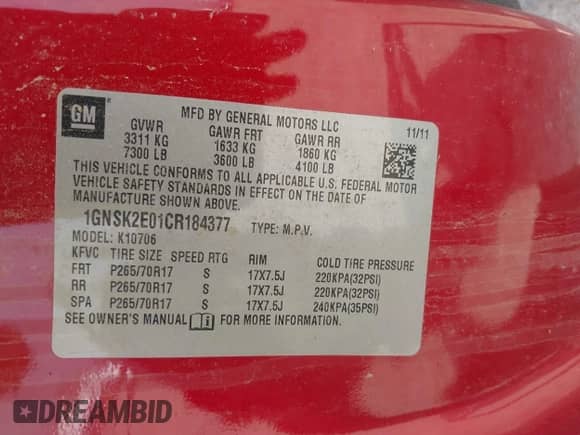 GM
MFD BY GENERAL MOTORS LLC
11/11
GVWR GAWR FRT GAWR RR
3311 KG 1633 KG 1860 KG
7300 LB 3600 LB 4100 LB
THIS VEHICLE CONFORMS TO ALL APPLICABLE U.S. FEDERAL MOTOR
VEHICLE SAFETY STANDARDS IN EFFECT ON THE DATE OF
MANUFACTURE SHOWN ABOVE.
1GNSK2E01CR184377 TYPE: M.P.V.
MODEL: K10706
KFVC TIRE SIZE SPEED RTG RIM COLD TIRE PRESSURE
FRT P265/70R17 S 17X7.5J 220KPA(32PSI)
RR P265/70R17 S 17X7.5J 220KPA(32PSI)
SPA P265/70R17 S 17X7.5J 240KPA(35PSI)
SEE OWNER'S MANUAL FOR MORE INFORMATION.
DREAMBID